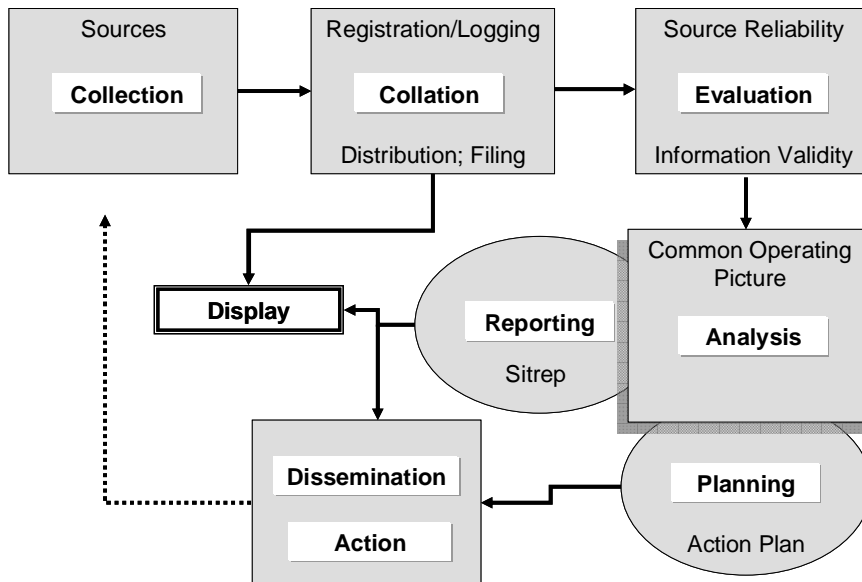 Sources
Collection
Registration/Logging
Collation
Distribution; Filing
Source Reliability
Evaluation
Information Validity
Common Operating
Picture
Analysis
Display
Reporting
Sitrep
Dissemination
Action
Planning
Action Plan